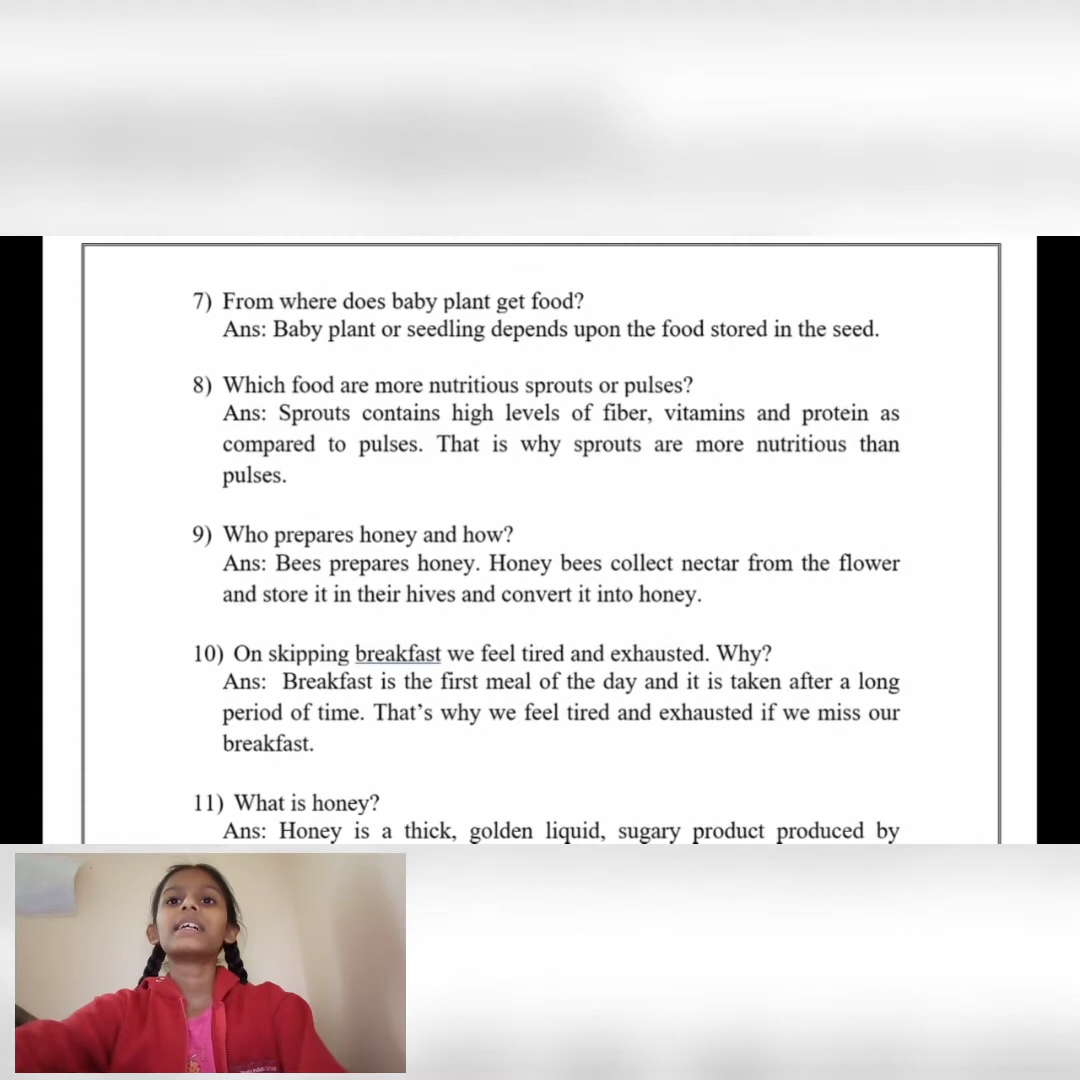 7) From where does baby plant get food?
Ans: Baby plant or seedling depends upon the food stored in the seed.
8) Which food are more nutritious sprouts or pulses?
Ans: Sprouts contains high levels of fiber, vitamins and protein as
compared to pulses. That is why sprouts are more nutritious than
pulses.
9) Who prepares honey and how?
Ans: Bees prepares honey. Honey bees collect nectar from the flower
and store it in their hives and convert it into honey.
10) On skipping breakfast we feel tired and exhausted. Why?
Ans: Breakfast is the first meal of the day and it is taken after a long
period of time. That’s why we feel tired and exhausted if we miss our
breakfast.
11) What is honey?
Ans: Honey is a thick, golden liquid, sugary product produced by